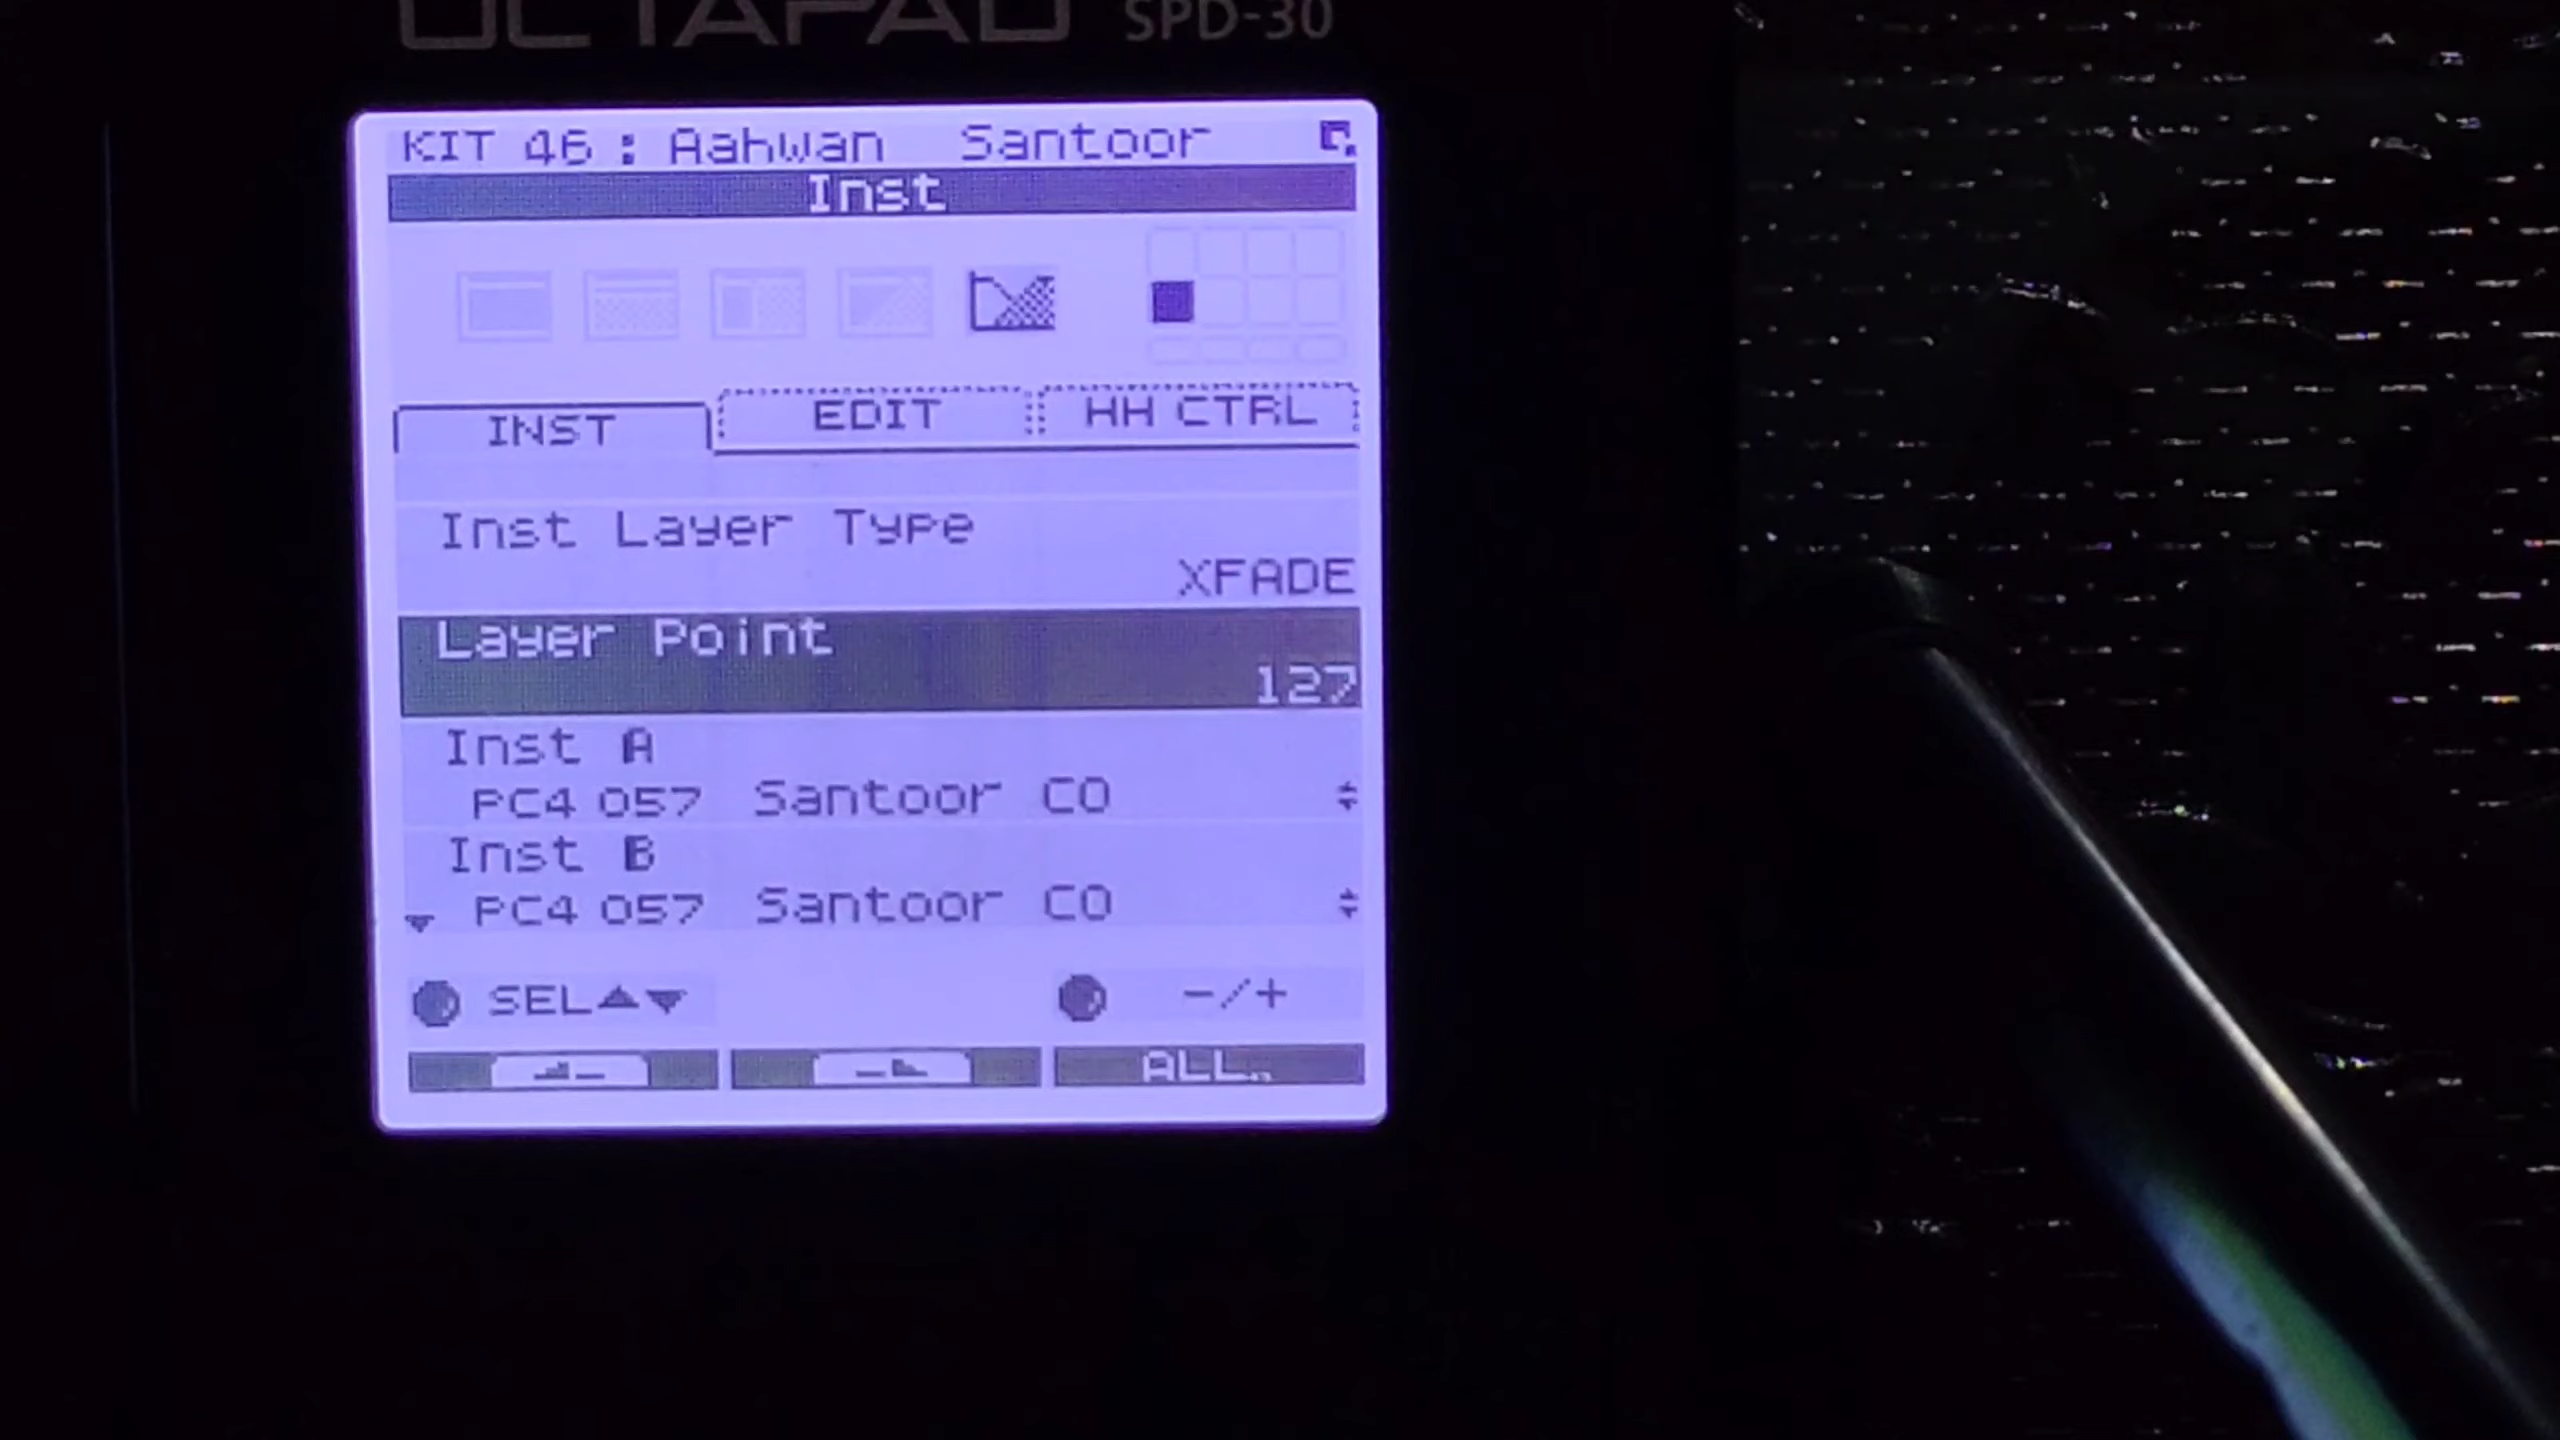 OCTAPAD SPD-30
KIT 46 : Aahwan Santoor
Inst
INST EDIT HH CTRL
Inst Layer Type
XFADE
Layer Point
127
Inst A
PC4 057 Santoor C0
Inst B
PC4 057 Santoor C0
SEL▲▼ -/+
ALL..